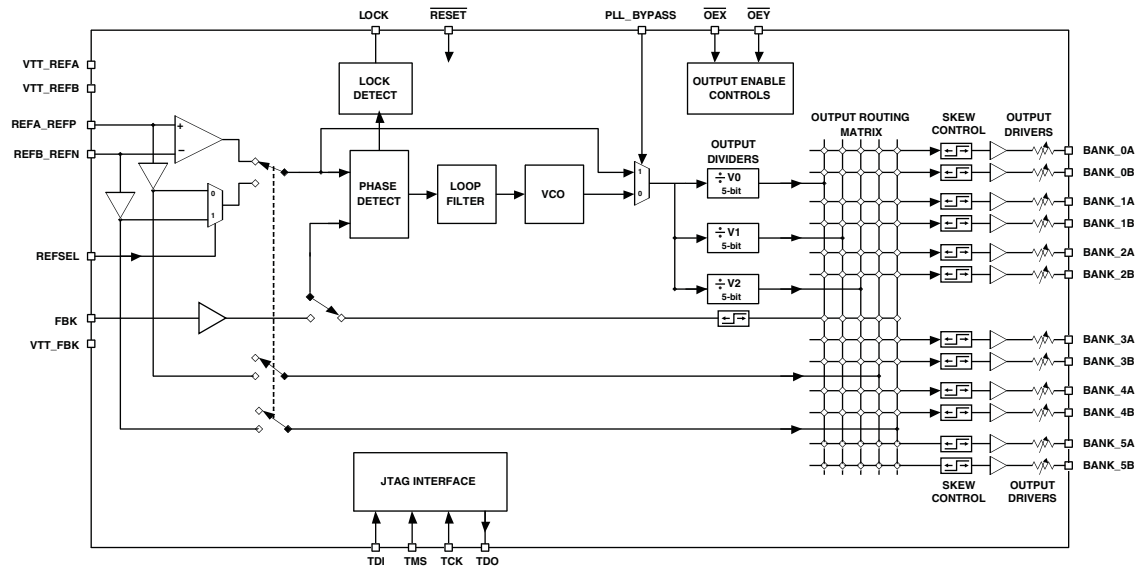 LOCK
RESET
PLL_BYPASS
OEX
OEY
VTT_REFA
VTT_REFB
REFA_REFP
REFB_REFN
REFSEL
FBK
VTT_FBK
+
–
0
1
LOCK
DETECT
PHASE
DETECT
LOOP
FILTER
VCO
1
0
OUTPUT ENABLE
CONTROLS
OUTPUT
DIVIDERS
÷ V0
5-bit
÷ V1
5-bit
÷ V2
5-bit
OUTPUT ROUTING
MATRIX
SKEW
CONTROL
OUTPUT
DRIVERS
BANK_0A
BANK_0B
BANK_1A
BANK_1B
BANK_2A
BANK_2B
BANK_3A
BANK_3B
BANK_4A
BANK_4B
BANK_5A
BANK_5B
SKEW
CONTROL
OUTPUT
DRIVERS
JTAG INTERFACE
TDI
TMS
TCK
TDO